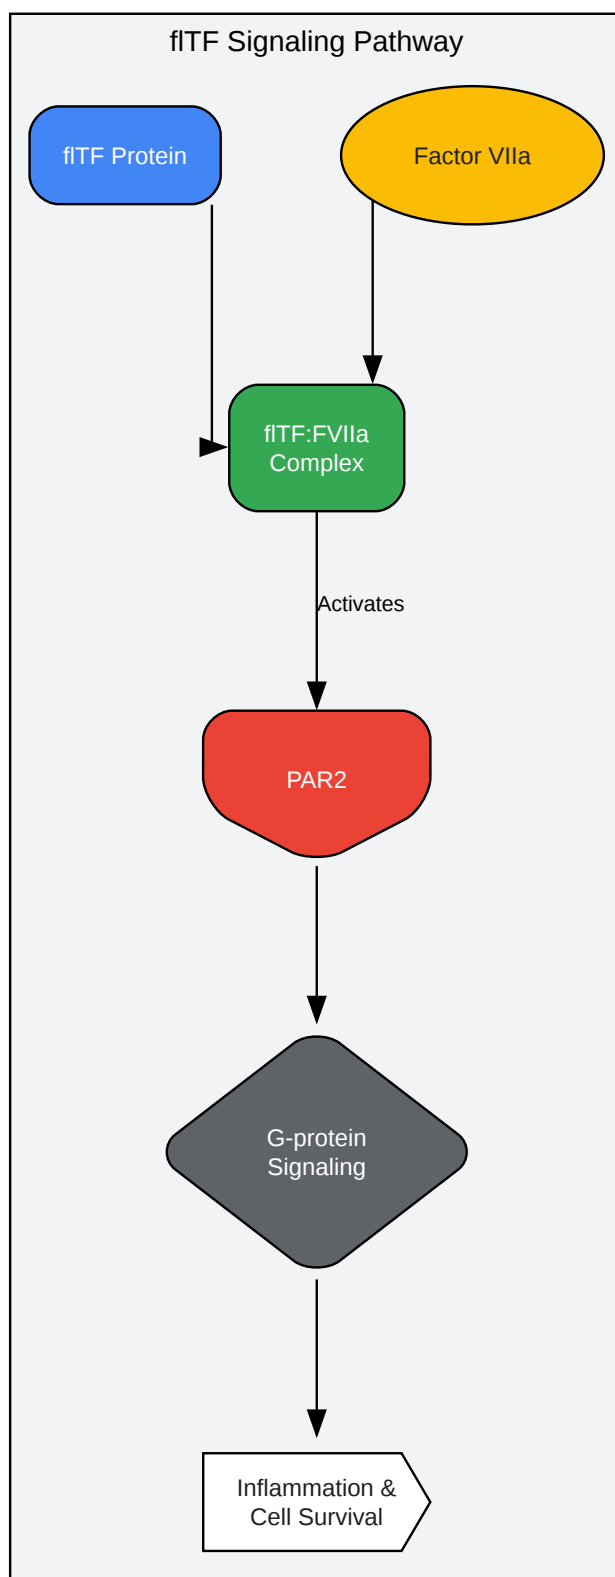 flTF Signaling Pathway
flTF Protein
Factor VIIa
flTF:FVIIa
Complex
Activates
PAR2
G-protein
Signaling
Inflammation &
Cell Survival